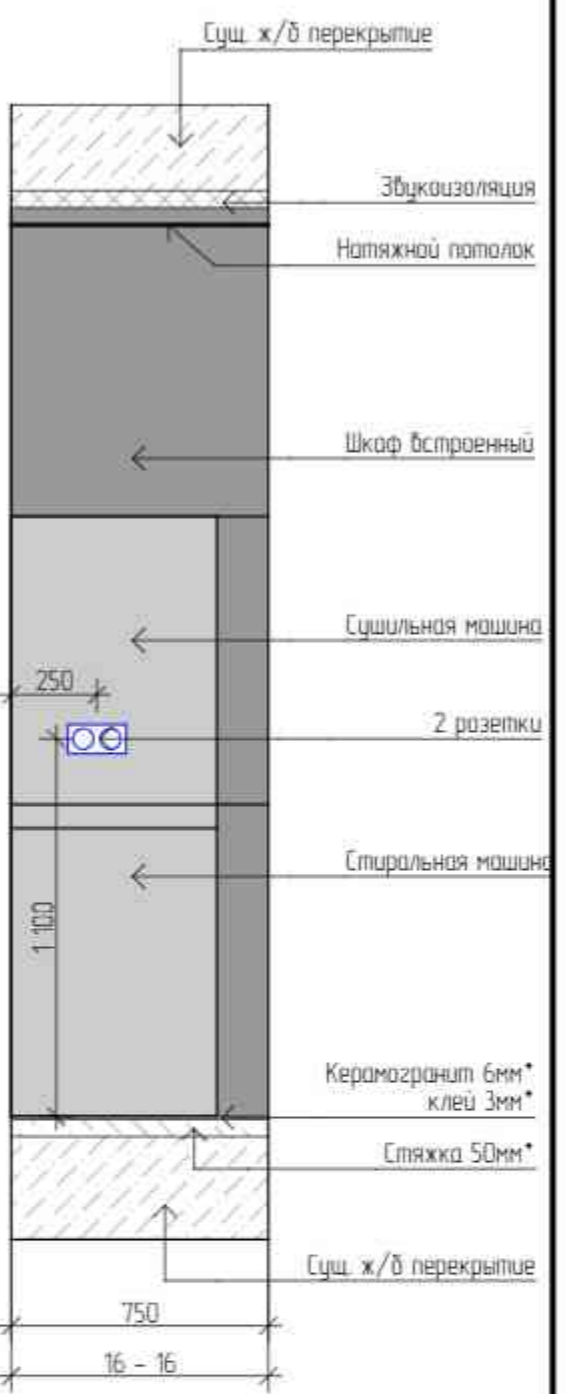 Сущ. ж/б перекрытие
Звукоизоляция
Натяжной потолок
Шкаф встроенный
Сушильная машина
250
2 розетки
Стиральная машина
1 100
Керамогранит 6мм*
клей 3мм*
Стяжка 50мм*
Сущ. ж/б перекрытие
750
16 - 16